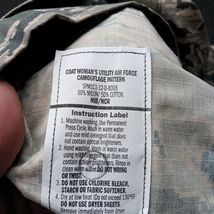 COAT WOMAN'S UTILITY AIR FORCE
CAMOUFLAGE PATTERN
50% NYLON/ 50% COTTON
NIB/NCR
Instruction Label
1. Machine washing. Use Permanent
Press Cycle. Wash in warm water
and use mild detergent that does not
contain optical brighteners.
2. Hand washing. Wash in warm water
using mild detergent that does not
contain optical brighteners. Rinse in
clean warm water. DO NOT WRING
OR TWIST.
3. DO NOT USE CHLORINE BLEACH,
STARCH OR FABRIC SOFTENER.
4. Dry at low heat (Do not exceed 130°F)
DO NOT USE DRYER SHEETS.
Remove immediately from dryer